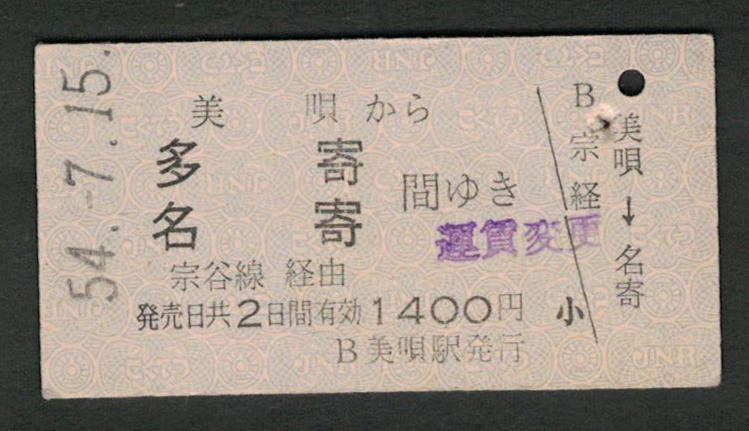 54.-7.15.
美唄から
多寄
名寄
間ゆき
運賃変更
宗谷線 経由
発売日共2日間有効1400円
B美唄駅発行
小
B宗経
美唄→名寄